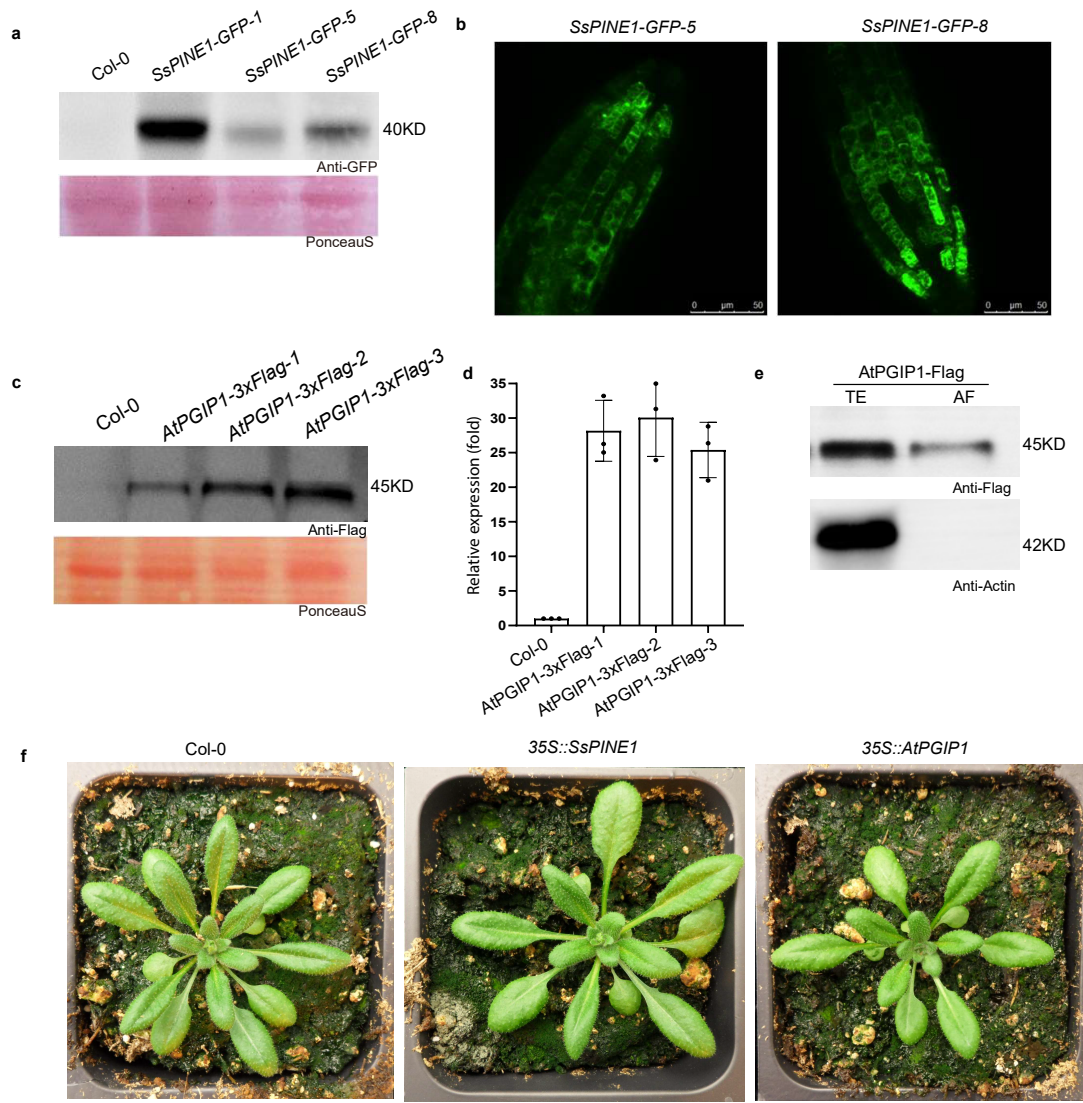 a
Col-0
SsPINE1-GFP-1
SsPINE1-GFP-5
SsPINE1-GFP-8
40KD
Anti-GFP
PonceauS
b
SsPINE1-GFP-5
SsPINE1-GFP-8
0 µm 50
0 µm 50
c
Col-0
AtPGIP1-3xFlag-1
AtPGIP1-3xFlag-2
AtPGIP1-3xFlag-3
45KD
Anti-Flag
PonceauS
d
Relative expression (fold)
35
30
25
20
15
10
5
0
Col-0
AtPGIP1-3xFlag-1
AtPGIP1-3xFlag-2
AtPGIP1-3xFlag-3
e
AtPGIP1-Flag
TE AF
45KD
Anti-Flag
42KD
Anti-Actin
f
Col-0
35S::SsPINE1
35S::AtPGIP1